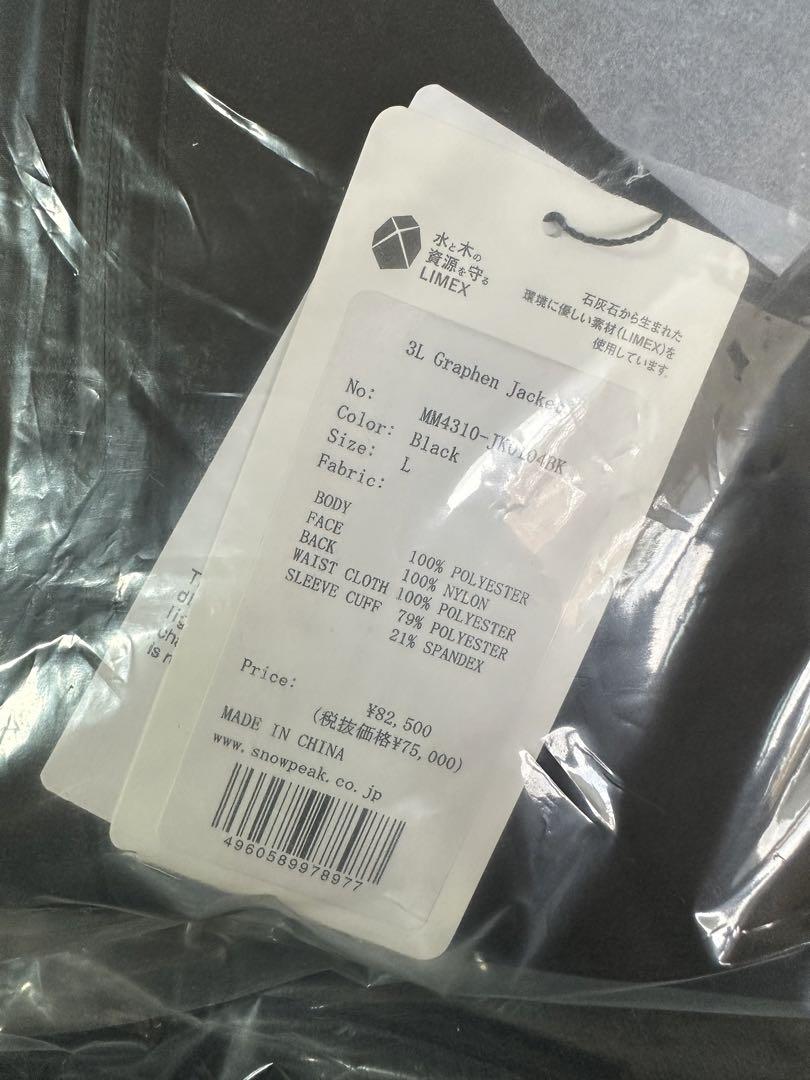 水と木の
資源を守る
LIMEX
石灰石から生まれた
環境に優しい素材(LIMEX)を
使用しています。
3L Graphen Jacket
No: MM4310-JK0104BK
Color: Black
Size: L
Fabric:
BODY
FACE 100% POLYESTER
BACK 100% NYLON
WAIST CLOTH 100% POLYESTER
SLEEVE CUFF 79% POLYESTER
21% SPANDEX
Price: ¥82,500
(税抜価格¥75,000)
MADE IN CHINA
www.snowpeak.co.jp
4960589978977